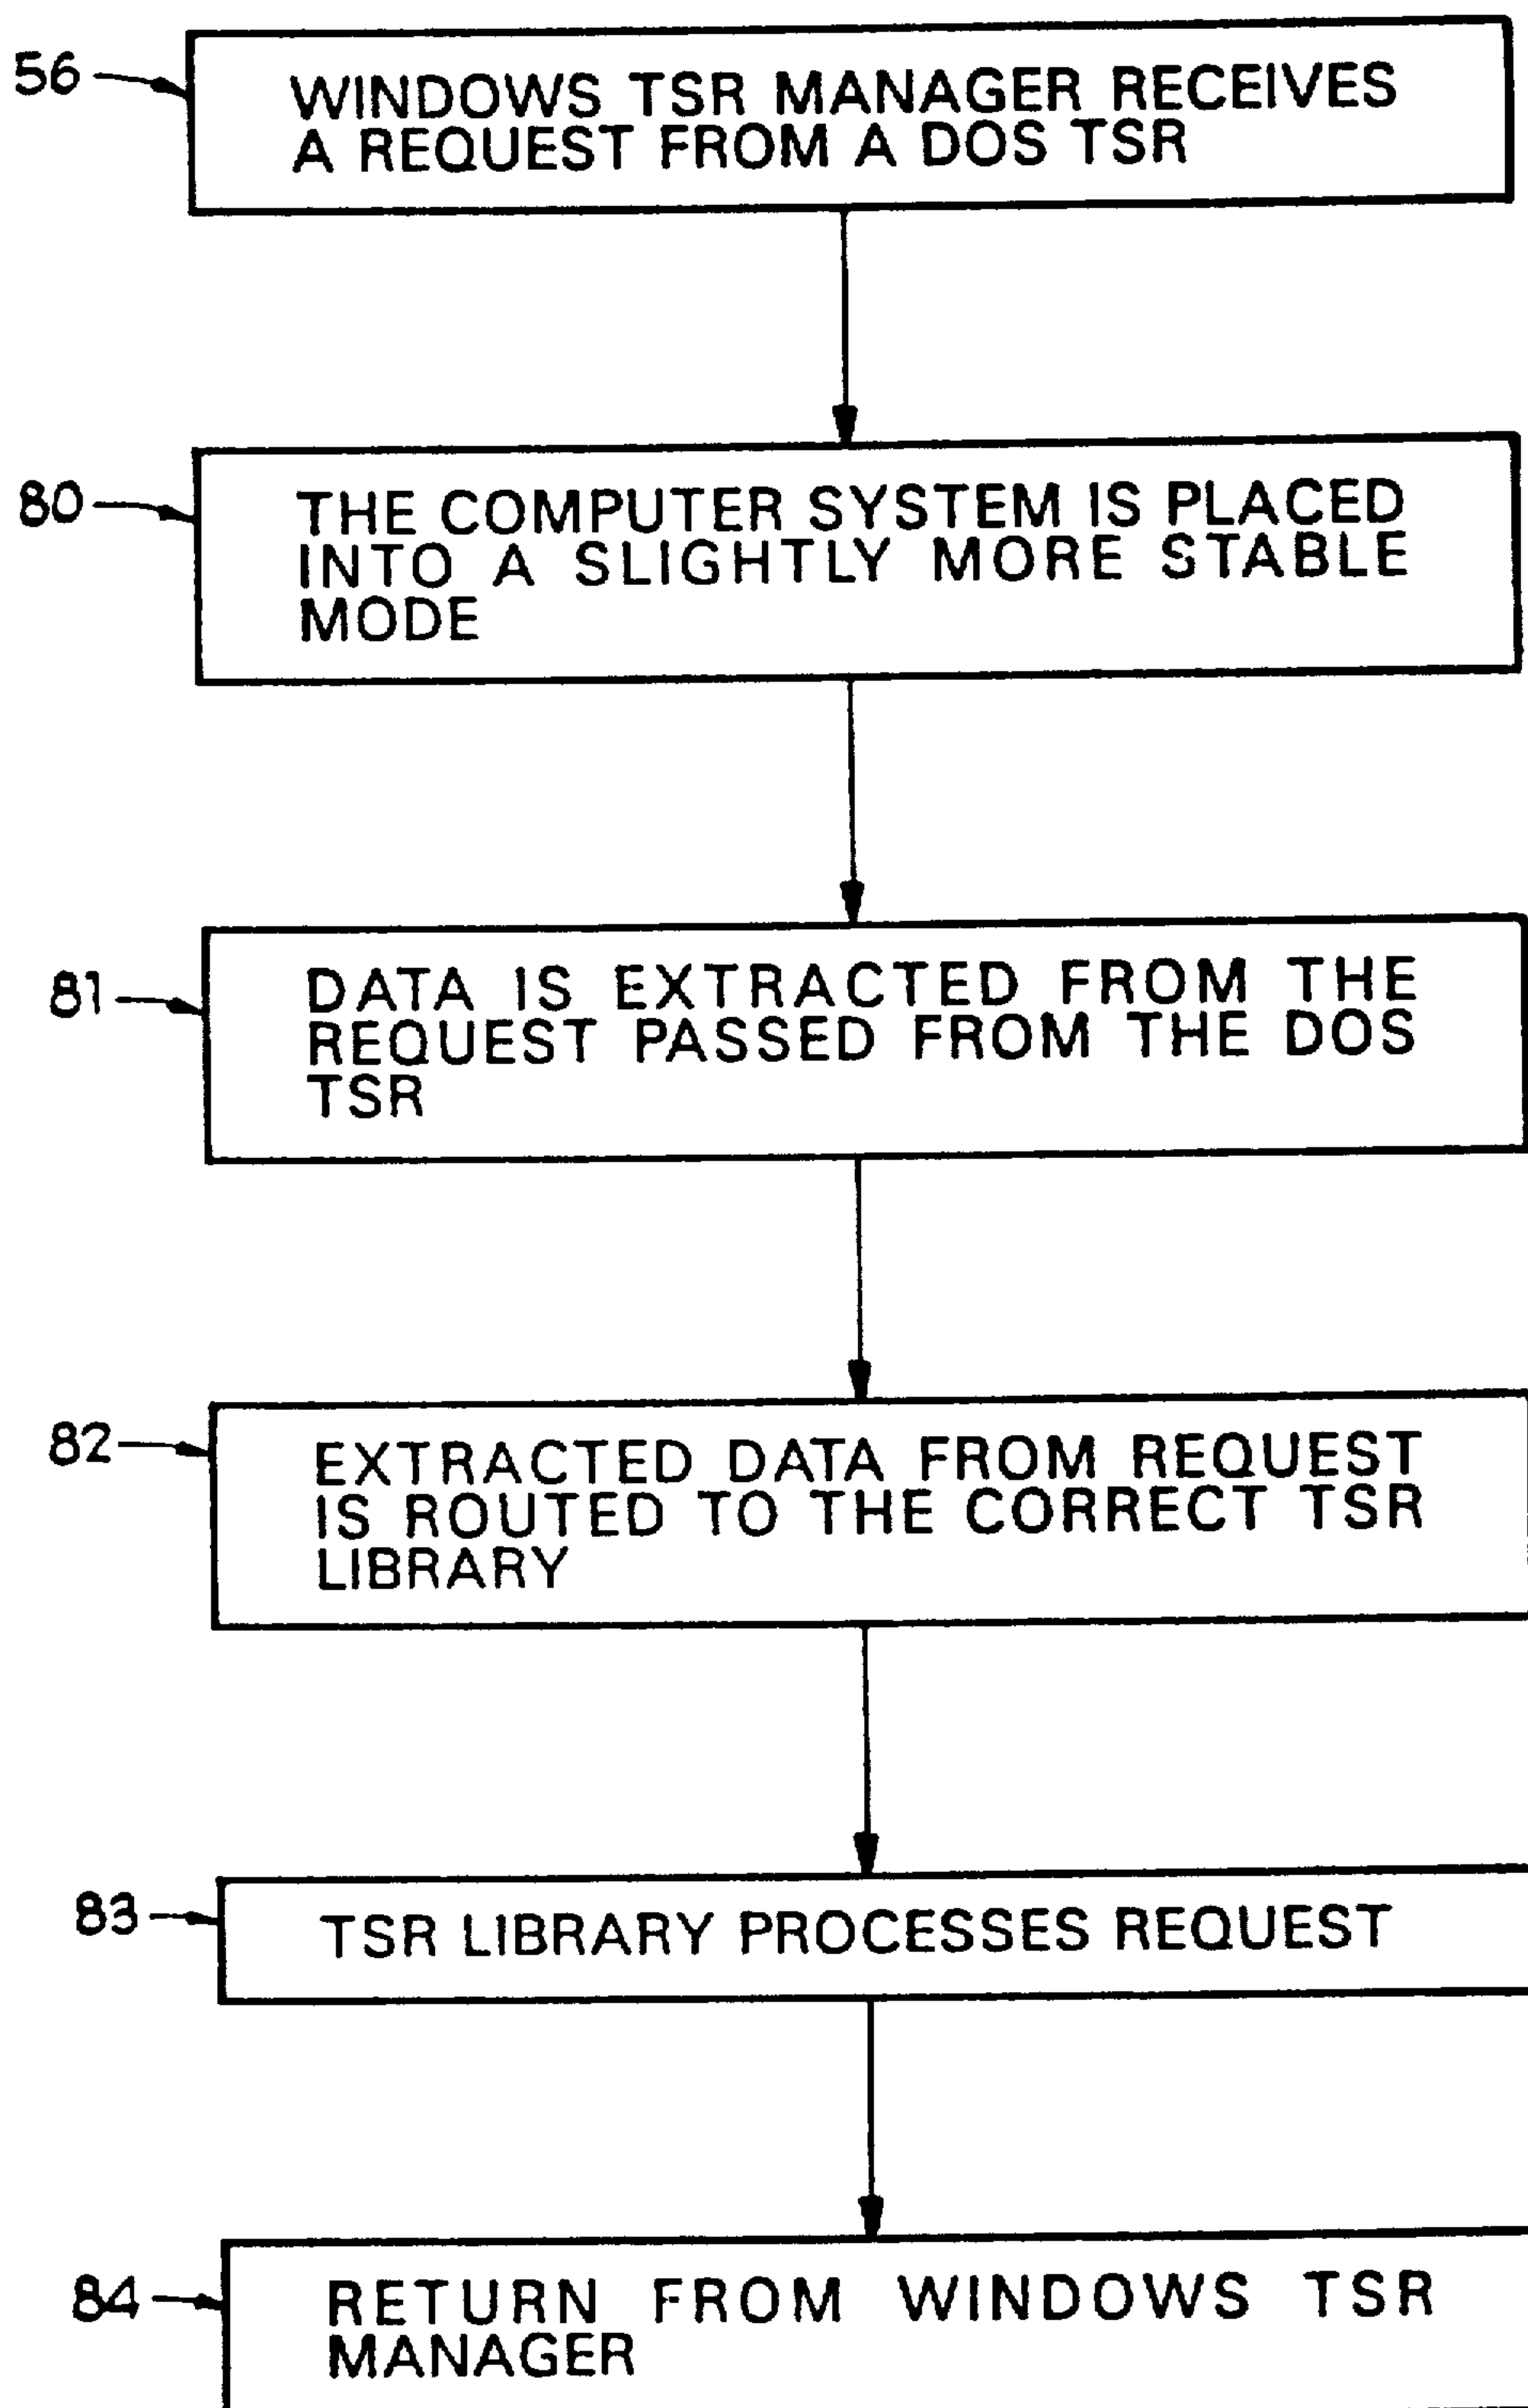 56
WINDOWS TSR MANAGER RECEIVES
A REQUEST FROM A DOS TSR
80
THE COMPUTER SYSTEM IS PLACED
INTO A SLIGHTLY MORE STABLE
MODE
81
DATA IS EXTRACTED FROM THE
REQUEST PASSED FROM THE DOS
TSR
82
EXTRACTED DATA FROM REQUEST
IS ROUTED TO THE CORRECT TSR
LIBRARY
83
TSR LIBRARY PROCESSES REQUEST
84
RETURN FROM WINDOWS TSR
MANAGER